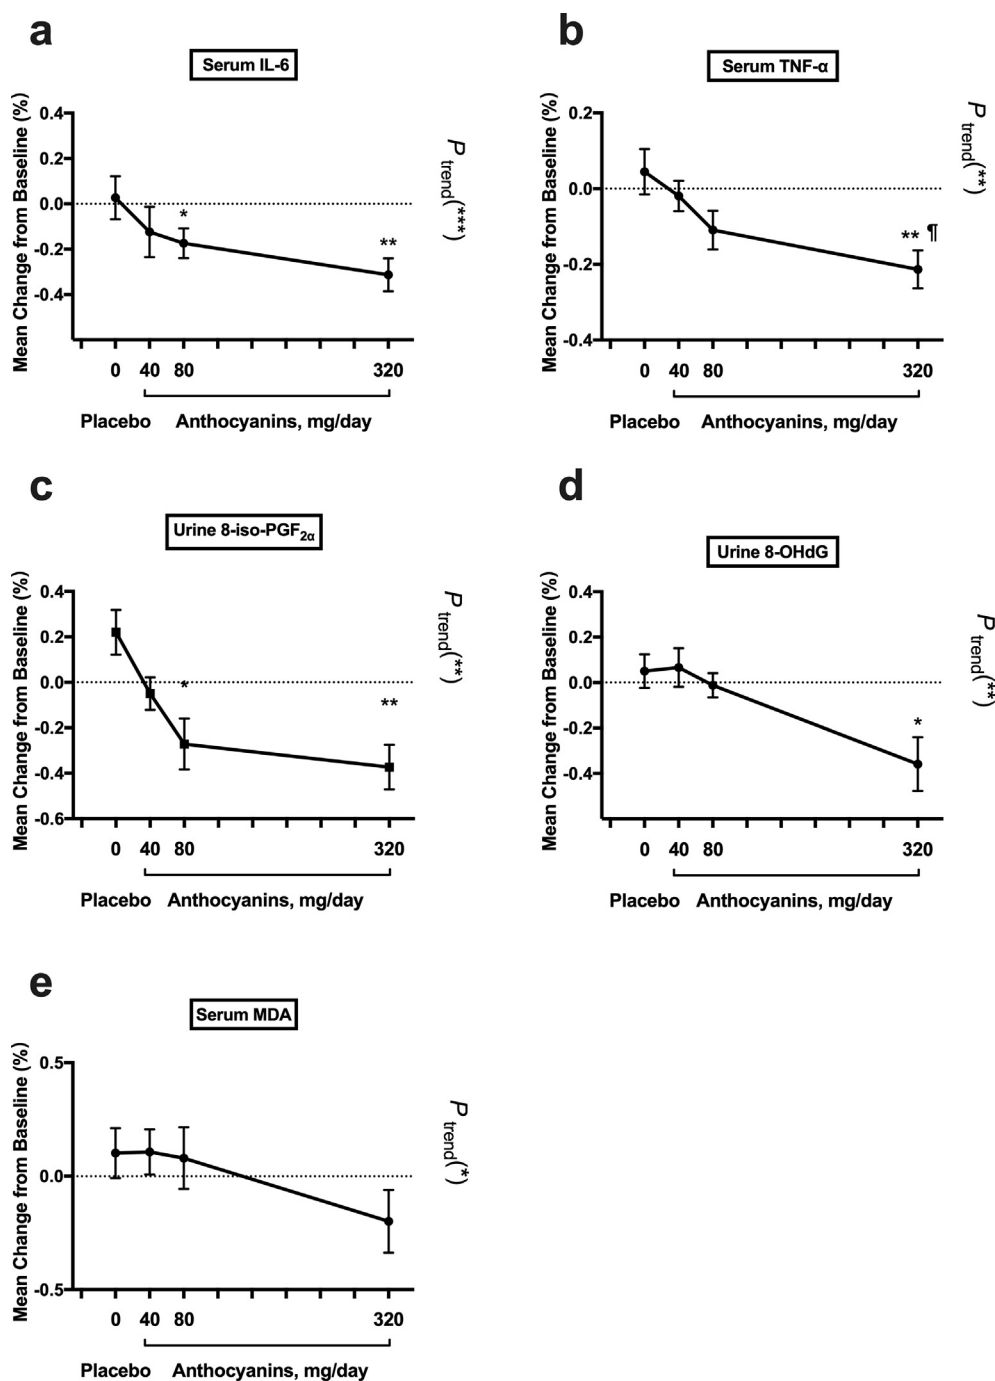 a
Serum IL-6
Mean Change from Baseline (%)
0.4
0.2
0.0
-0.2
-0.4
*
**
P trend(***)
0 40 80 320
Placebo Anthocyanins, mg/day
b
Serum TNF-α
Mean Change from Baseline (%)
0.2
0.0
-0.2
-0.4
** ¶
P trend(**)
0 40 80 320
Placebo Anthocyanins, mg/day
c
Urine 8-iso-PGF2α
Mean Change from Baseline (%)
0.4
0.2
0.0
-0.2
-0.4
-0.6
*
**
P trend(**)
0 40 80 320
Placebo Anthocyanins, mg/day
d
Urine 8-OHdG
Mean Change from Baseline (%)
0.4
0.2
0.0
-0.2
-0.4
*
P trend(**)
0 40 80 320
Placebo Anthocyanins, mg/day
e
Serum MDA
Mean Change from Baseline (%)
0.5
0.0
-0.5
P trend(*)
0 40 80 320
Placebo Anthocyanins, mg/day